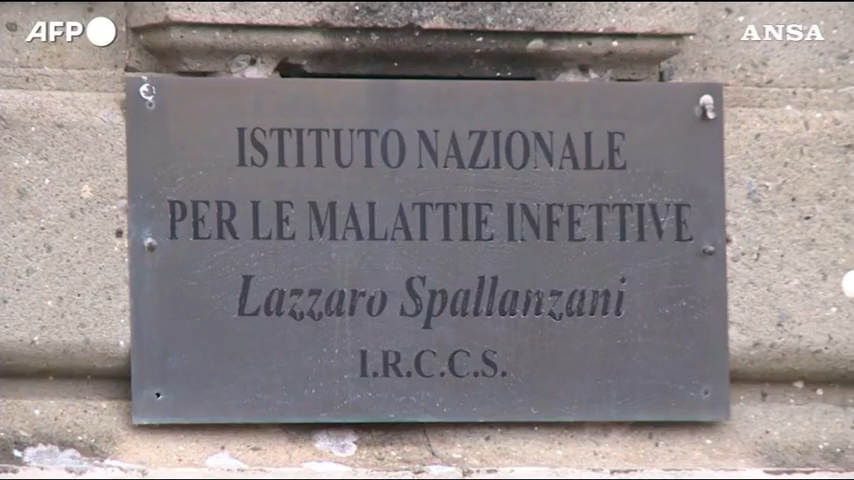 AFP
ANSA
ISTITUTO NAZIONALE
PER LE MALATTIE INFETTIVE
Lazzaro Spallanzani
I.R.C.C.S.